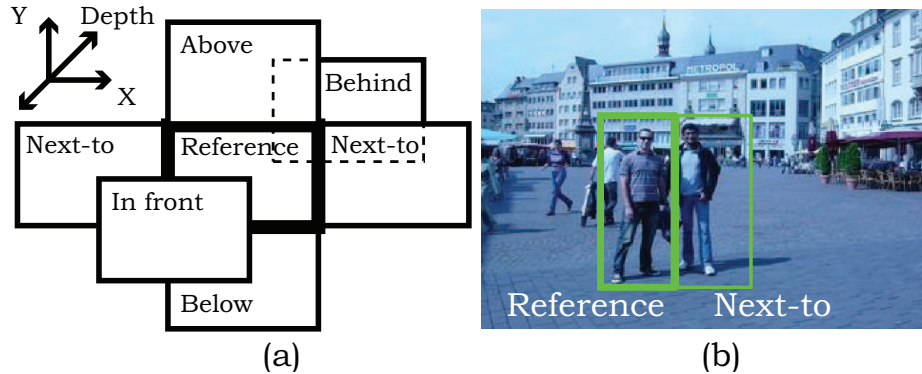 Y
Depth
X
Above
Behind
Next-to
Reference
Next-to
In front
Below
(a)
METROPOL
Reference
Next-to
(b)